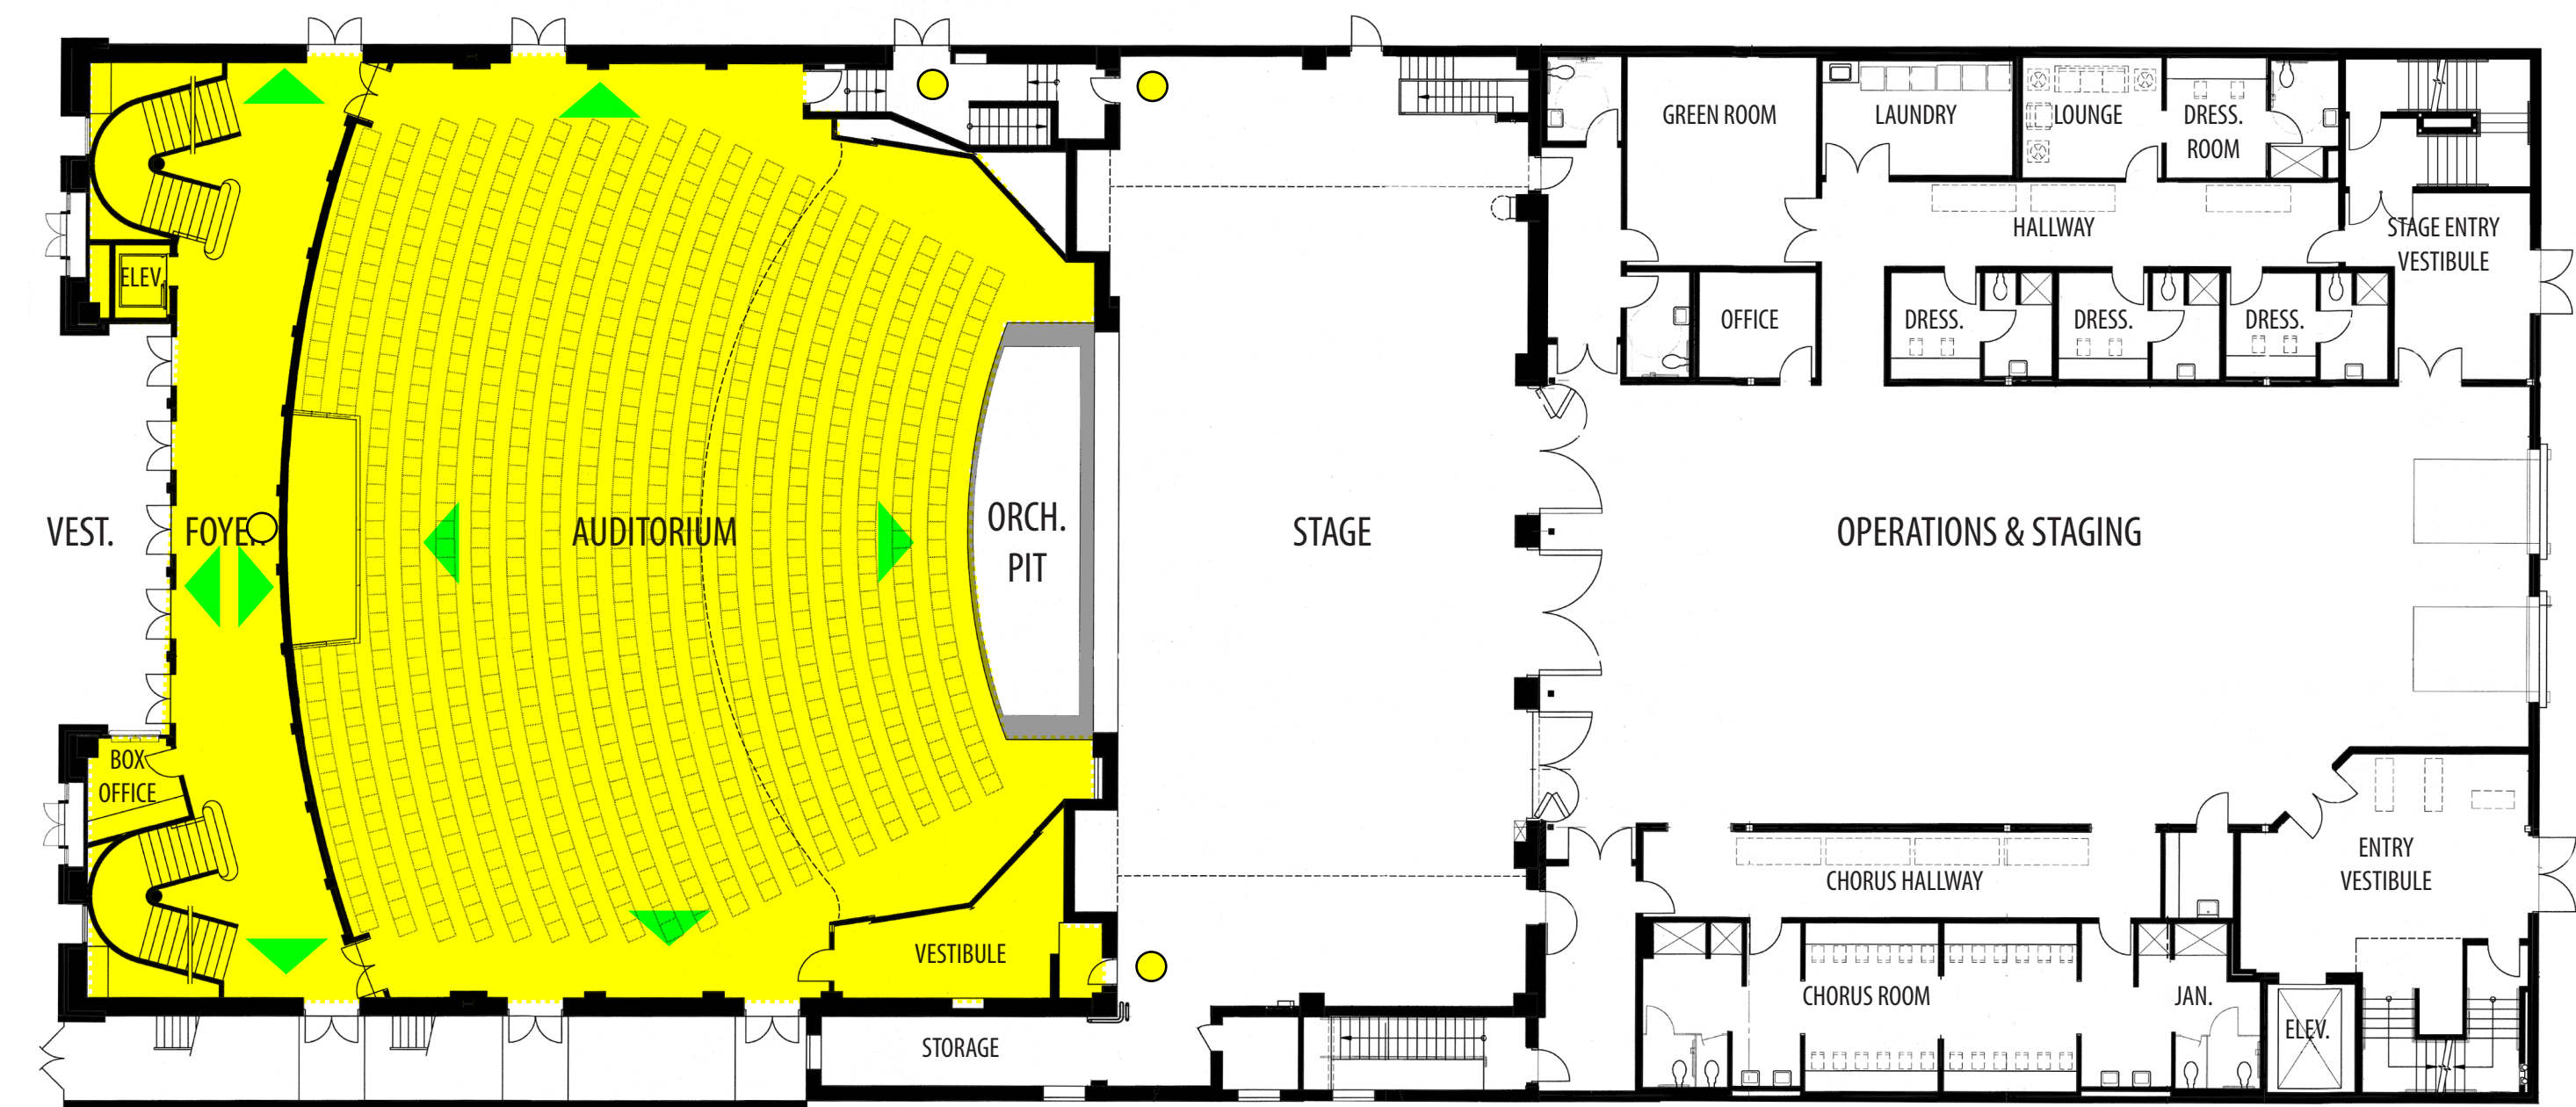 GREEN ROOM
LAUNDRY
LOUNGE
DRESS.
ROOM
HALLWAY
STAGE ENTRY
VESTIBULE
ELEV.
OFFICE
DRESS.
DRESS.
DRESS.
VEST.
FOYER
AUDITORIUM
ORCH.
PIT
STAGE
OPERATIONS & STAGING
BOX
OFFICE
ENTRY
VESTIBULE
CHORUS HALLWAY
VESTIBULE
CHORUS ROOM
JAN.
STORAGE
ELEV.